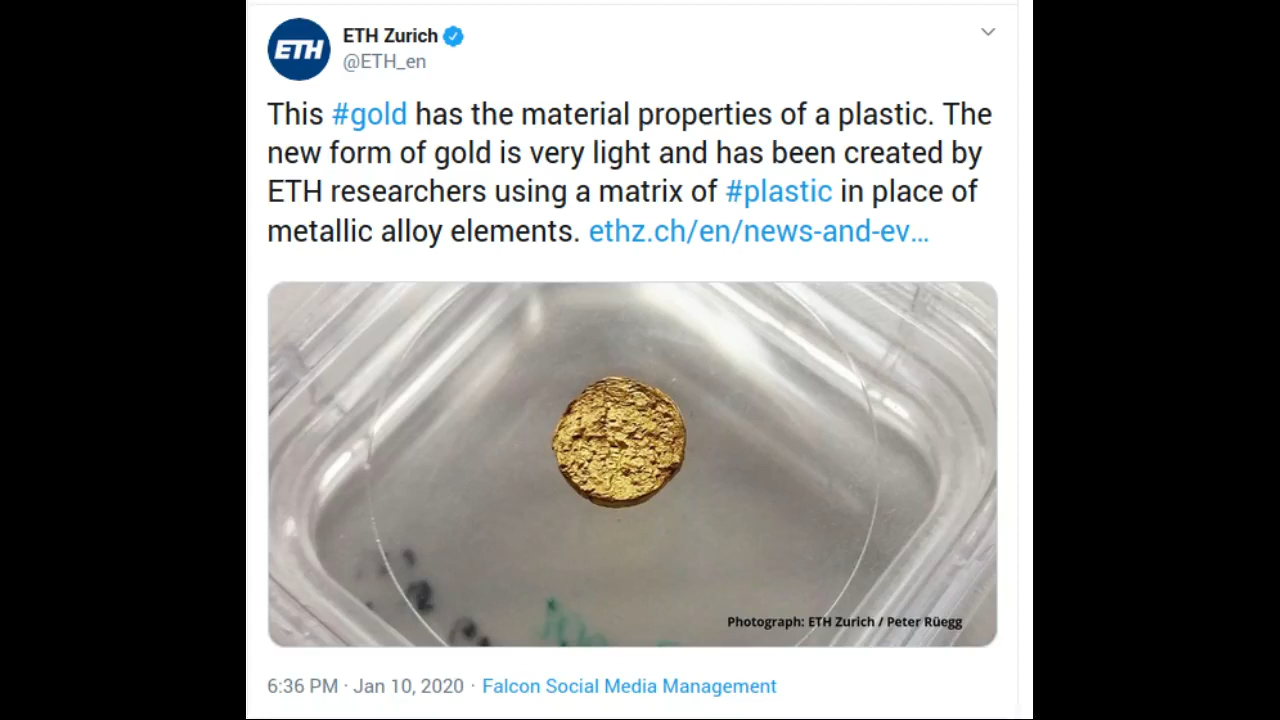 ETH
ETH Zurich
@ETH_en
This #gold has the material properties of a plastic. The
new form of gold is very light and has been created by
ETH researchers using a matrix of #plastic in place of
metallic alloy elements. ethz.ch/en/news-and-ev…
Photograph: ETH Zurich / Peter Rüegg
6:36 PM · Jan 10, 2020 · Falcon Social Media Management